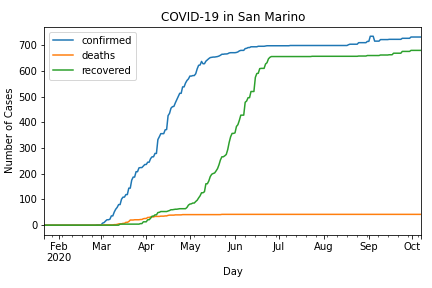 COVID-19 in San Marino
confirmed
deaths
recovered
Number of Cases
700
600
500
400
300
200
100
0
Feb Mar Apr May Jun Jul Aug Sep Oct
2020
Day